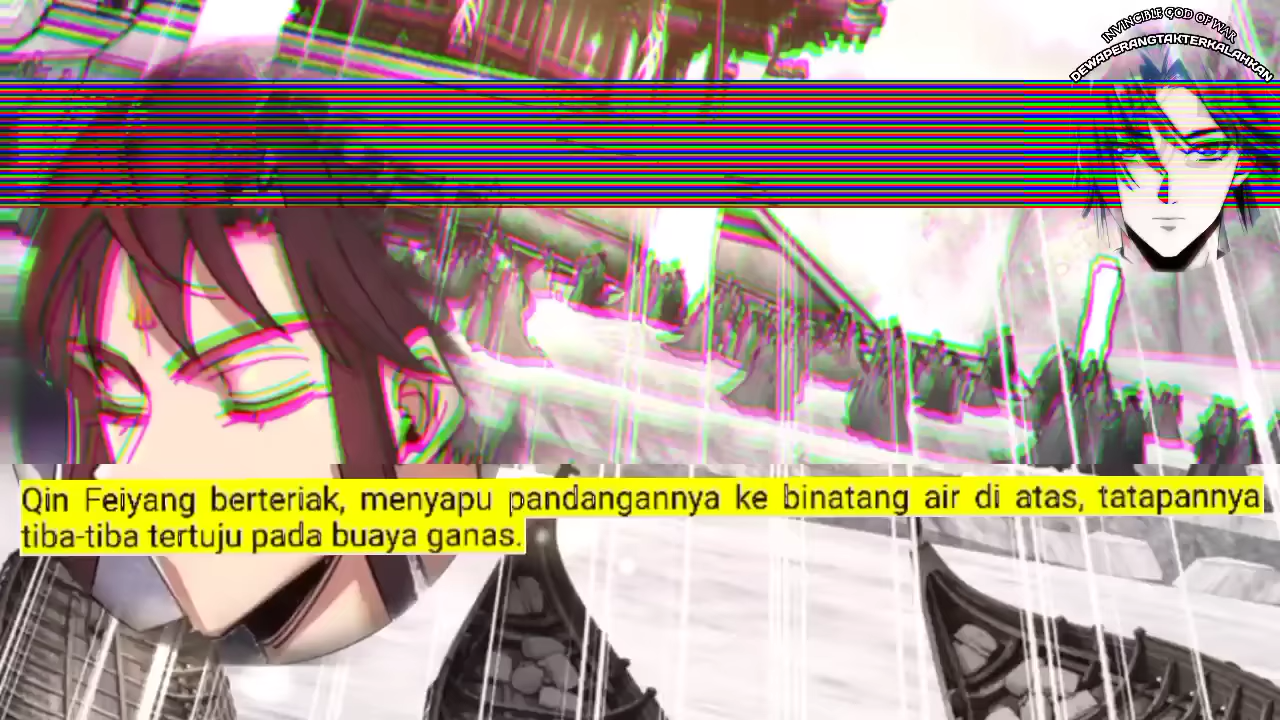 INVINCIBLE GOD OF WAR
DEWAPERANGTAKTERKALAHKAN
Qin Feiyang berteriak, menyapu pandangannya ke binatang air di atas, tatapannya
tiba-tiba tertuju pada buaya ganas.